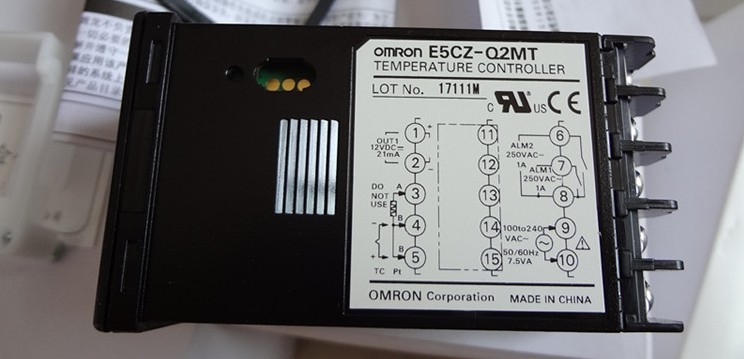 omron E5CZ-Q2MT
TEMPERATURE CONTROLLER
LOT No. 17111M
c RU US CE
OUT1
12VDC
21mA
DO
NOT
USE
A
B
B
TC Pt
1
2
3
4
5
11
12
13
14
15
ALM2
250VAC~
1A
ALM1
250VAC~
1A
100to240
VAC~
50/60Hz
7.5VA
6
7
8
9
10
OMRON Corporation MADE IN CHINA